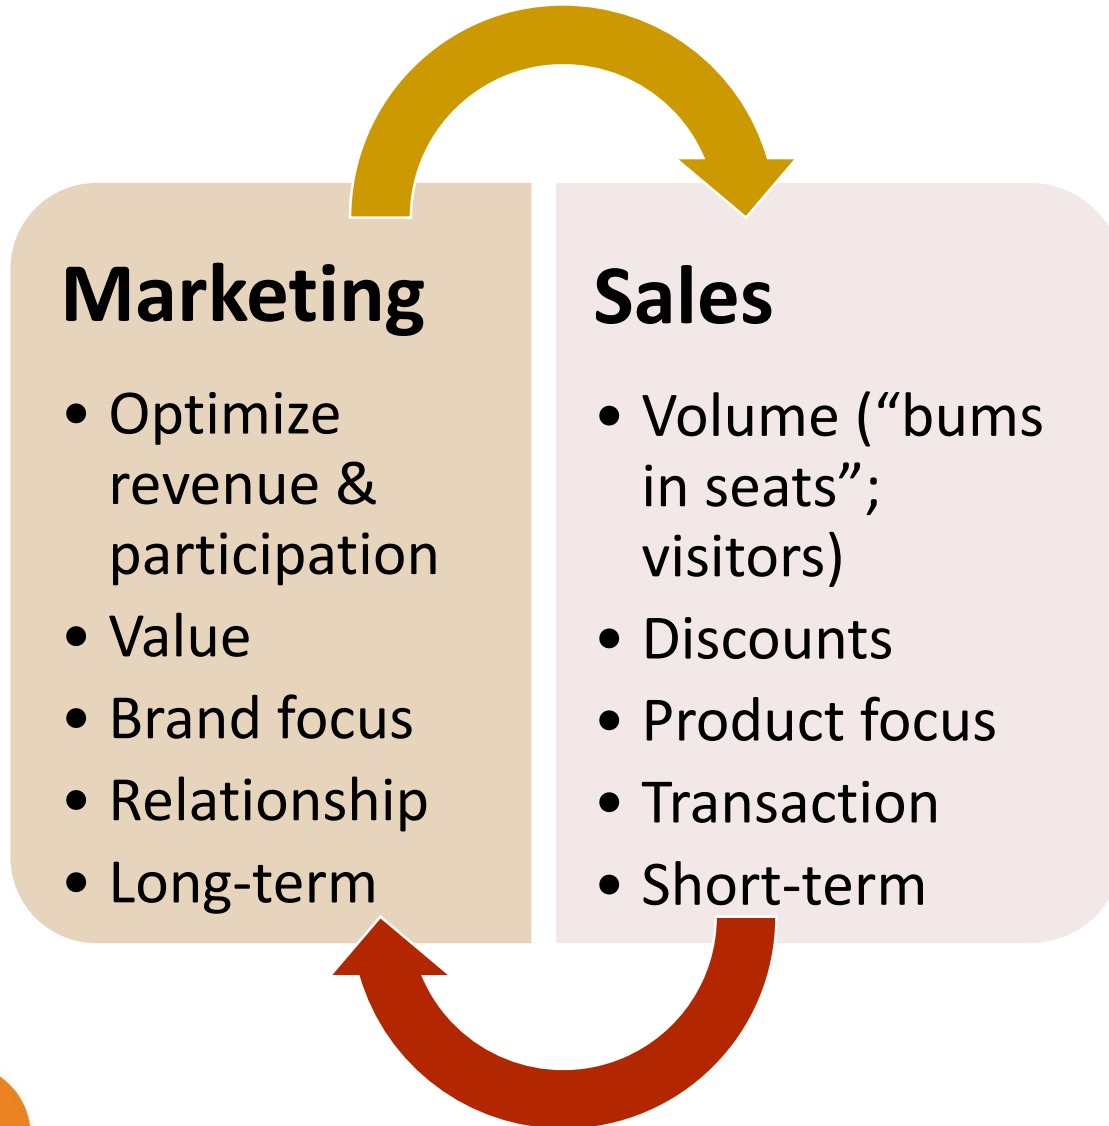 Marketing
• Optimize
revenue &
participation
• Value
• Brand focus
• Relationship
• Long-term
Sales
• Volume (“bums
in seats”;
visitors)
• Discounts
• Product focus
• Transaction
• Short-term